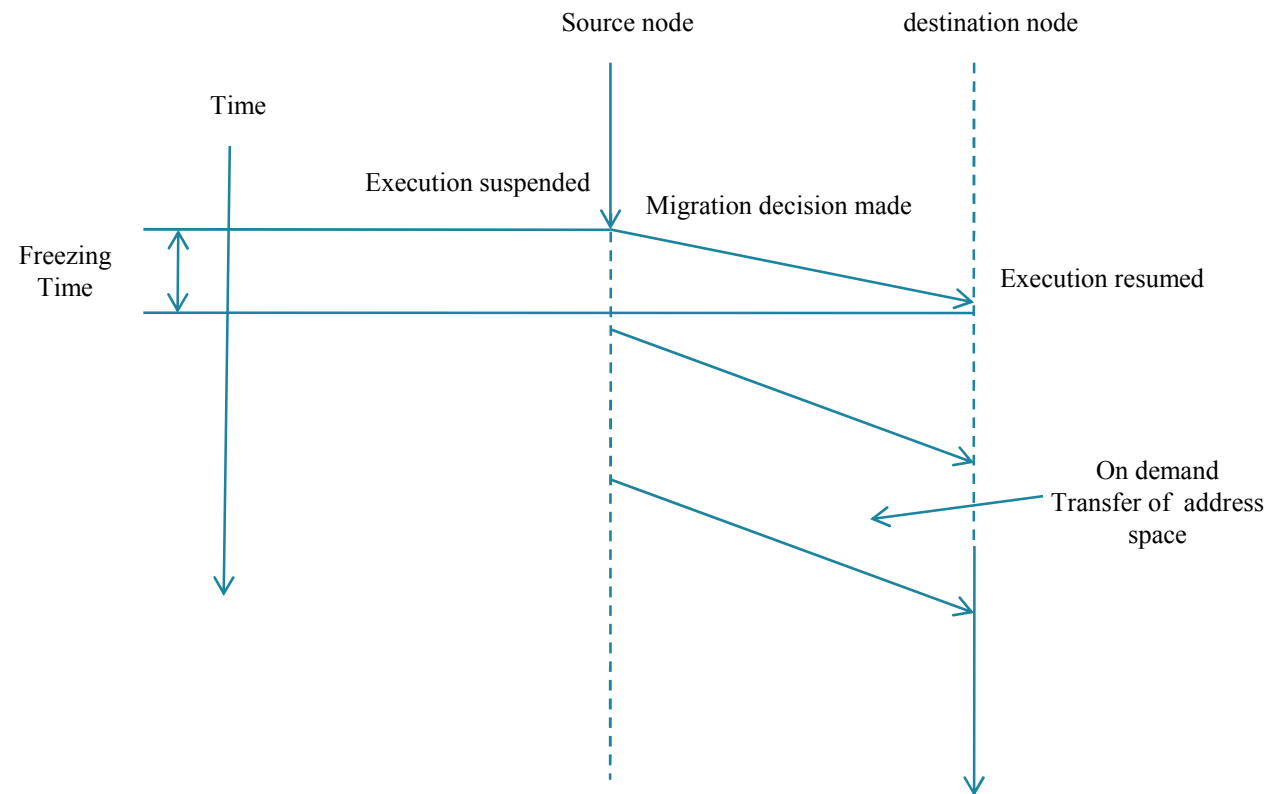 Source node
destination node
Time
Execution suspended
Migration decision made
Freezing
Time
Execution resumed
On demand
Transfer of address
space